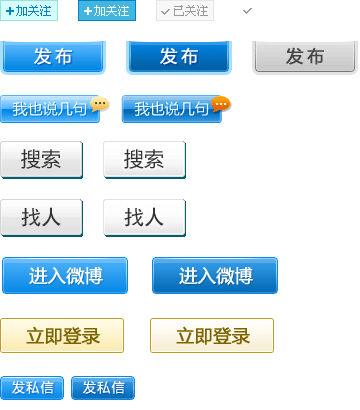 +加关注 +加关注 ✓已关注 ✓
发布 发布 发布
我也说几句 我也说几句
搜索 搜索
找人 找人
进入微博 进入微博
立即登录 立即登录
发私信 发私信